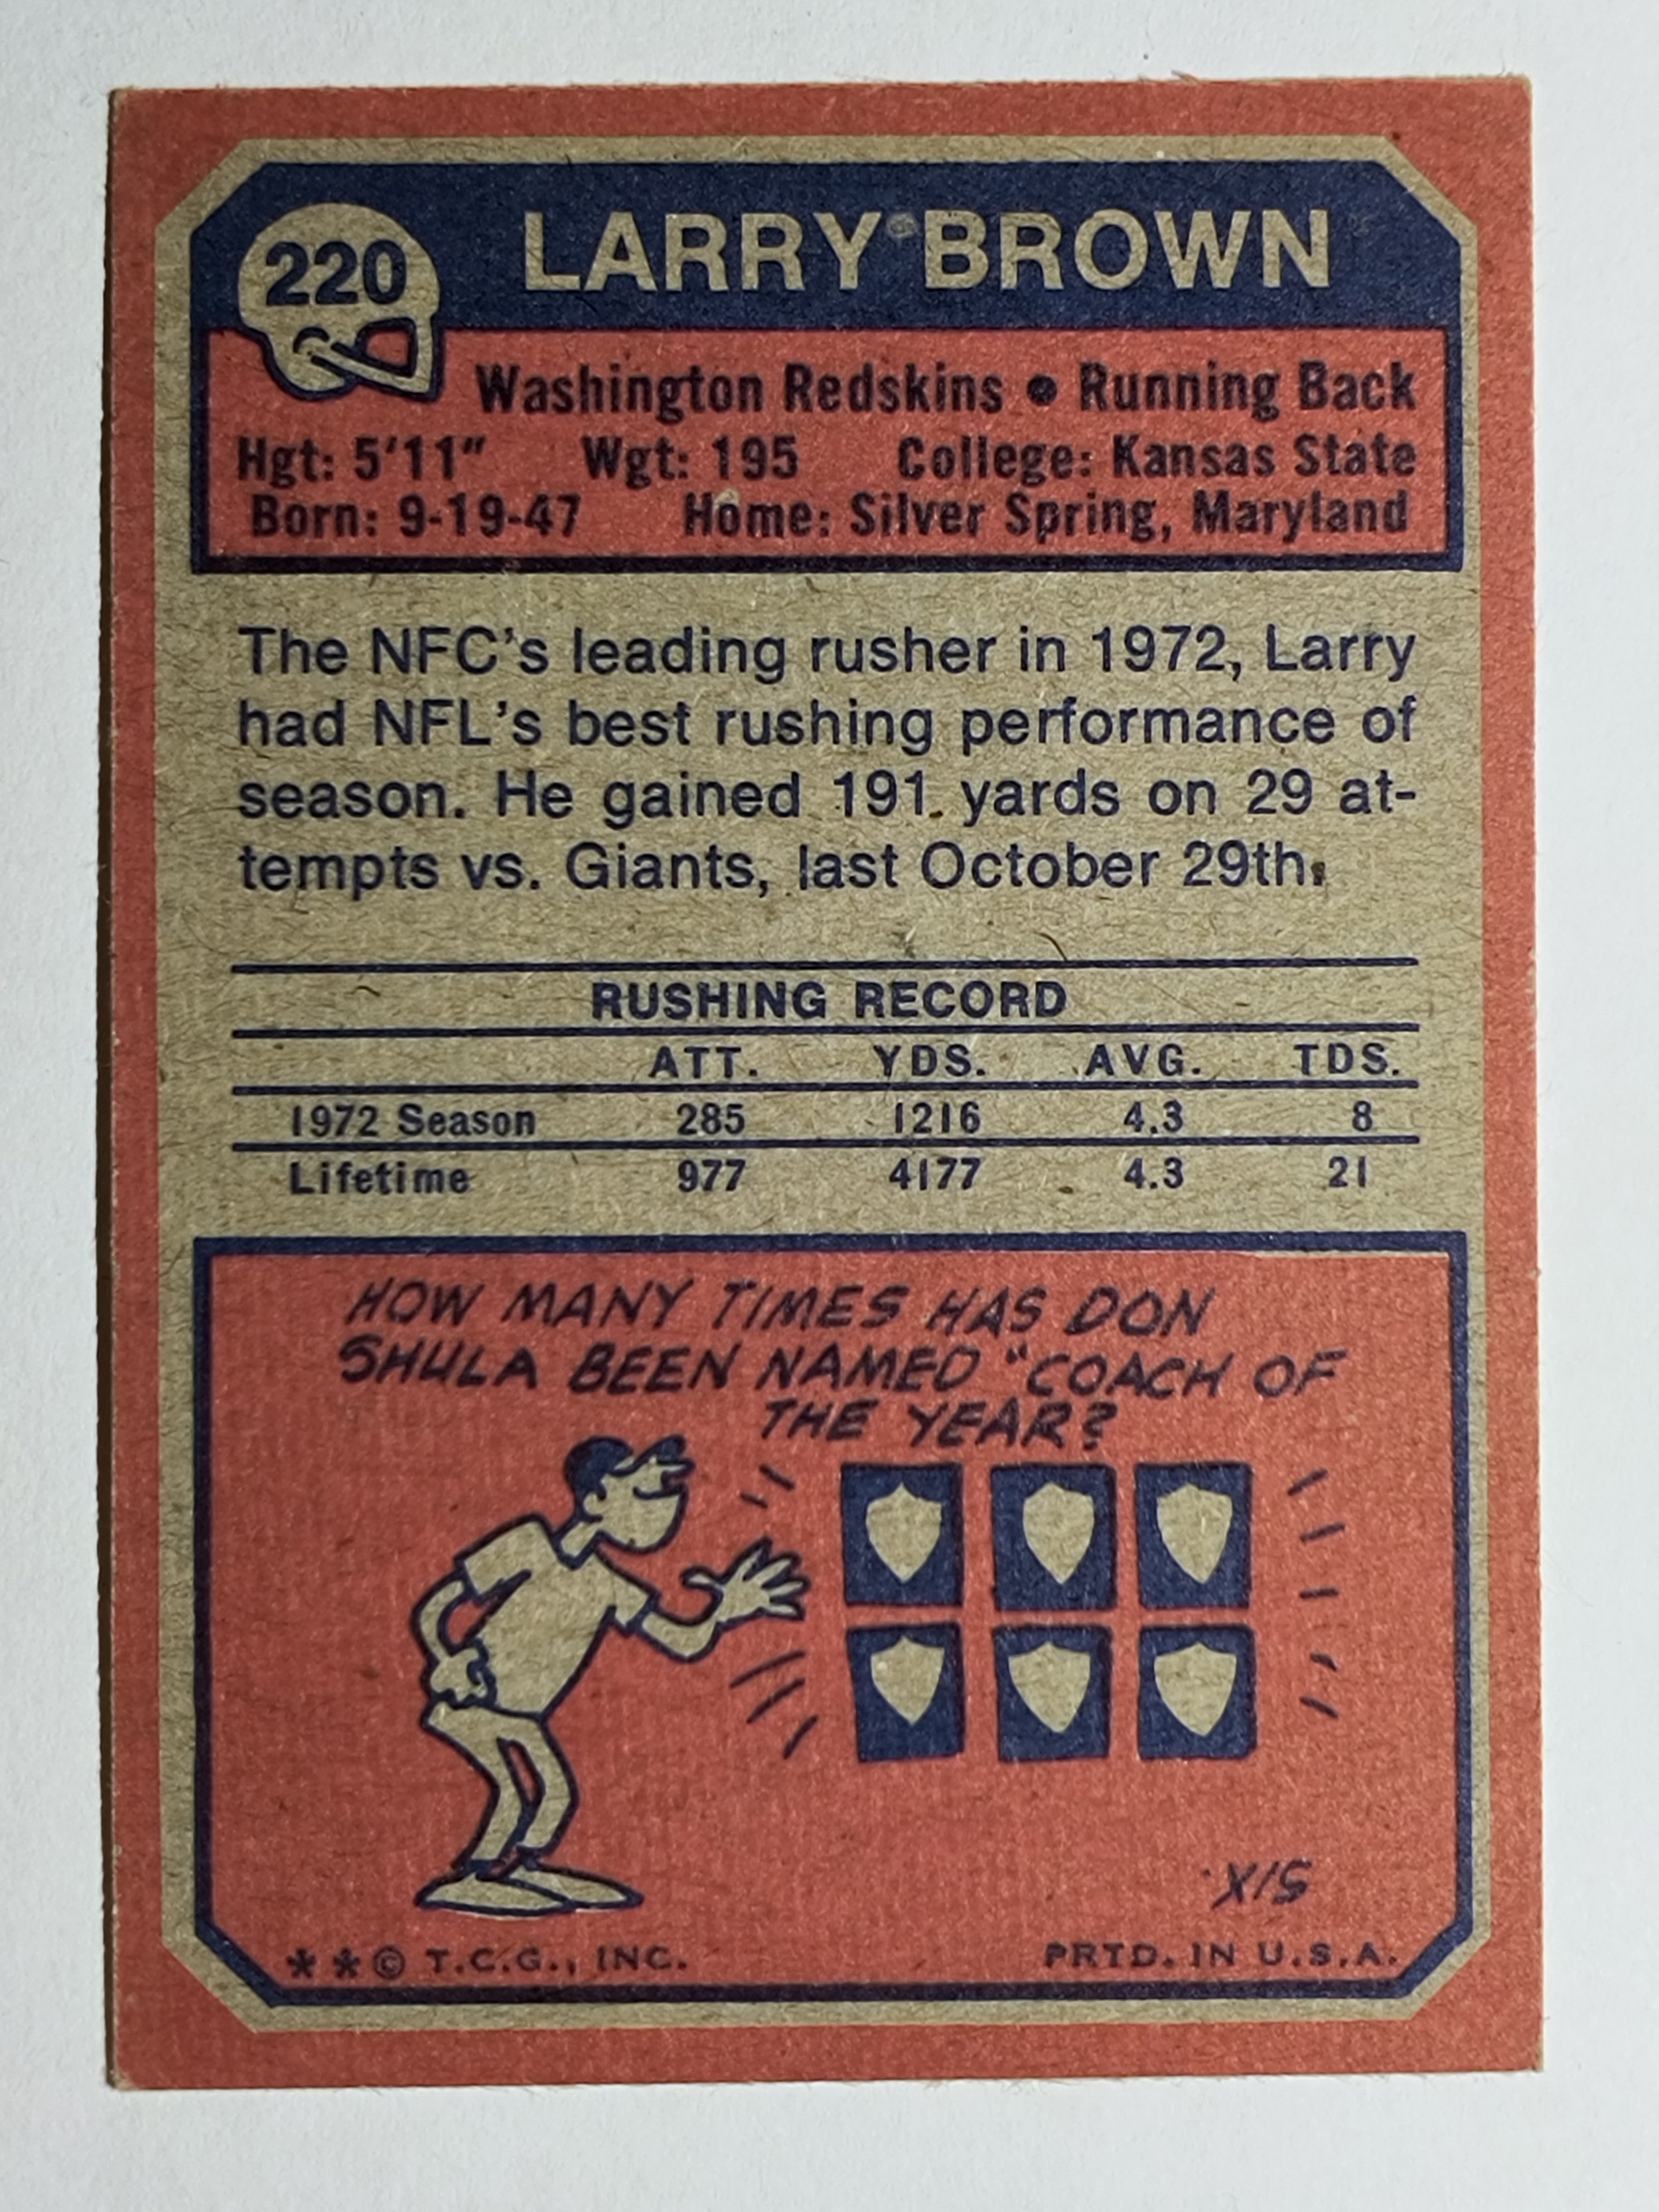 220
LARRY BROWN
Washington Redskins • Running Back
Hgt: 5'11" Wgt: 195 College: Kansas State
Born: 9-19-47 Home: Silver Spring, Maryland
The NFC's leading rusher in 1972, Larry
had NFL's best rushing performance of
season. He gained 191 yards on 29 at-
tempts vs. Giants, last October 29th.
RUSHING RECORD
ATT. YDS. AVG. TDS.
1972 Season 285 1216 4.3 8
Lifetime 977 4177 4.3 21
HOW MANY TIMES HAS DON
SHULA BEEN NAMED "COACH OF
THE YEAR?
SIX
**© T.C.G., INC. PRTD. IN U.S.A.